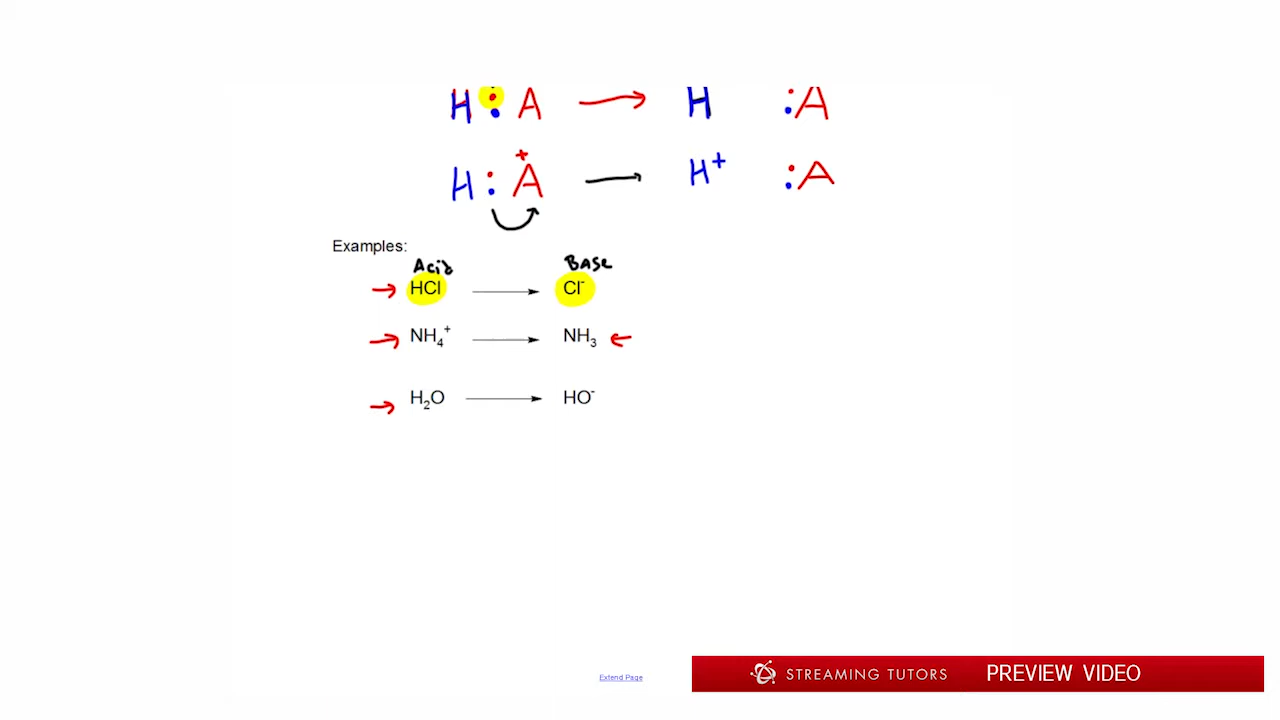 H : A → H :A
+
H : A → H⁺ :A
Examples:
Acid BASE
→ HCl → Cl⁻
→ NH₄⁺ → NH₃ ←
→ H₂O → HO⁻
Extend Page
STREAMING TUTORS PREVIEW VIDEO